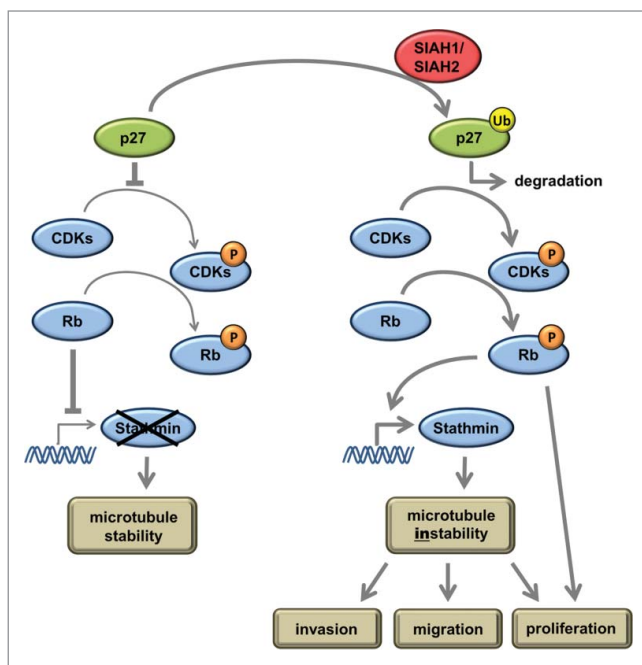 SIAH1/
SIAH2
p27
p27
Ub
degradation
CDKs
CDKs
P
CDKs
CDKs
P
Rb
Rb
P
Rb
Rb
P
Stathmin
Stathmin
microtubule
stability
microtubule
instability
invasion
migration
proliferation